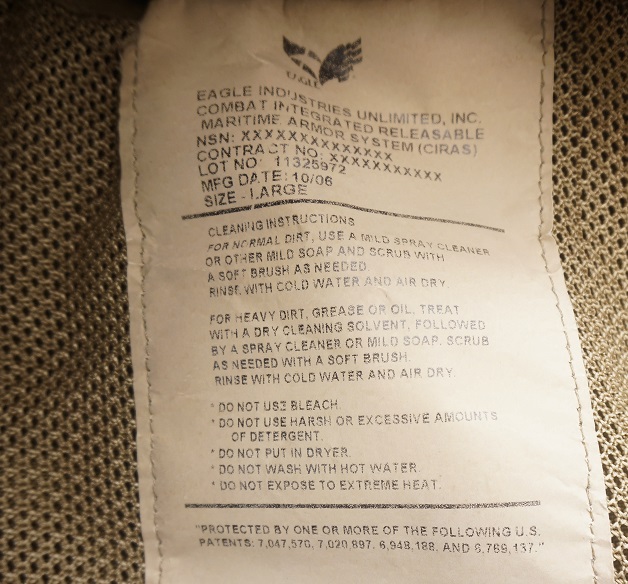 EAGLE
EAGLE INDUSTRIES UNLIMITED, INC.
COMBAT INTEGRATED RELEASABLE
MARITIME ARMOR SYSTEM (CIRAS)
NSN: XXXXXXXXXXXXXX
CONTRACT NO: XXXXXXXXXXX
LOT NO: 11325972
MFG DATE: 10/06
SIZE - LARGE
CLEANING INSTRUCTIONS
FOR NORMAL DIRT, USE A MILD SPRAY CLEANER
OR OTHER MILD SOAP AND SCRUB WITH
A SOFT BRUSH AS NEEDED.
RINSE WITH COLD WATER AND AIR DRY.
FOR HEAVY DIRT, GREASE OR OIL, TREAT
WITH A DRY CLEANING SOLVENT, FOLLOWED
BY A SPRAY CLEANER OR MILD SOAP. SCRUB
AS NEEDED WITH A SOFT BRUSH.
RINSE WITH COLD WATER AND AIR DRY.
* DO NOT USE BLEACH.
* DO NOT USE HARSH OR EXCESSIVE AMOUNTS
OF DETERGENT.
* DO NOT PUT IN DRYER.
* DO NOT WASH WITH HOT WATER.
* DO NOT EXPOSE TO EXTREME HEAT.
"PROTECTED BY ONE OR MORE OF THE FOLLOWING U.S.
PATENTS: 7,047,570, 7,020,897, 6,948,188, AND 6,769,137."